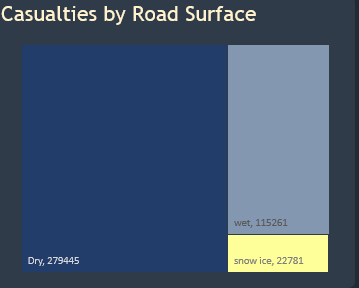 Casualties by Road Surface
wet, 115261
Dry, 279445
snow ice, 22781